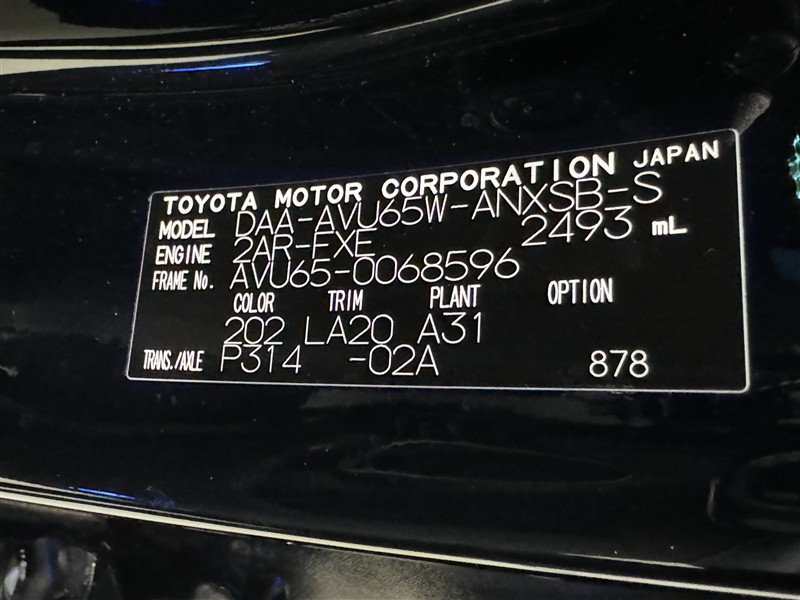 TOYOTA MOTOR CORPORATION JAPAN
MODEL DAA-AVU65W-ANXSB-S
ENGINE 2AR-FXE 2493 mL
FRAME No. AVU65-0068596
COLOR TRIM PLANT OPTION
202 LA20 A31
TRANS./AXLE P314 -02A 878